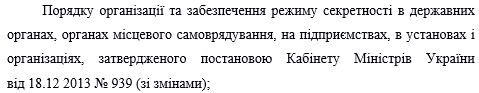 Порядку організації та забезпечення режиму секретності в державних
органах, органах місцевого самоврядування, на підприємствах, в установах і
організаціях, затвердженого постановою Кабінету Міністрів України
від 18.12 2013 № 939 (зі змінами);